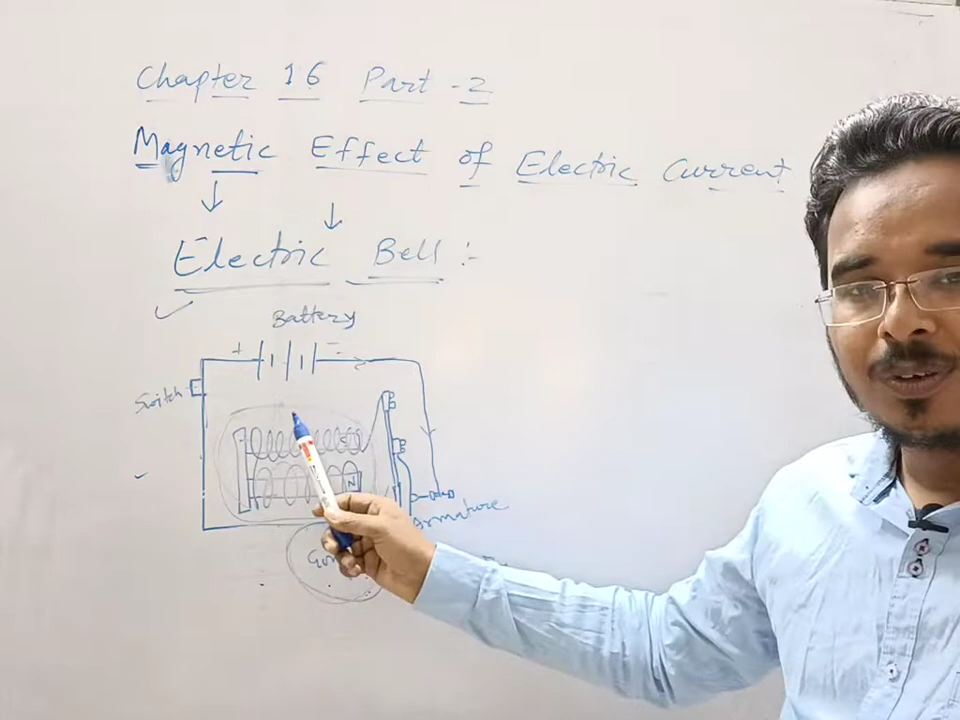 Chapter 16 Part - 2
Magnetic Effect of Electric Current
Electric Bell :-
Battery
+ -
Switch
S
N
Armature